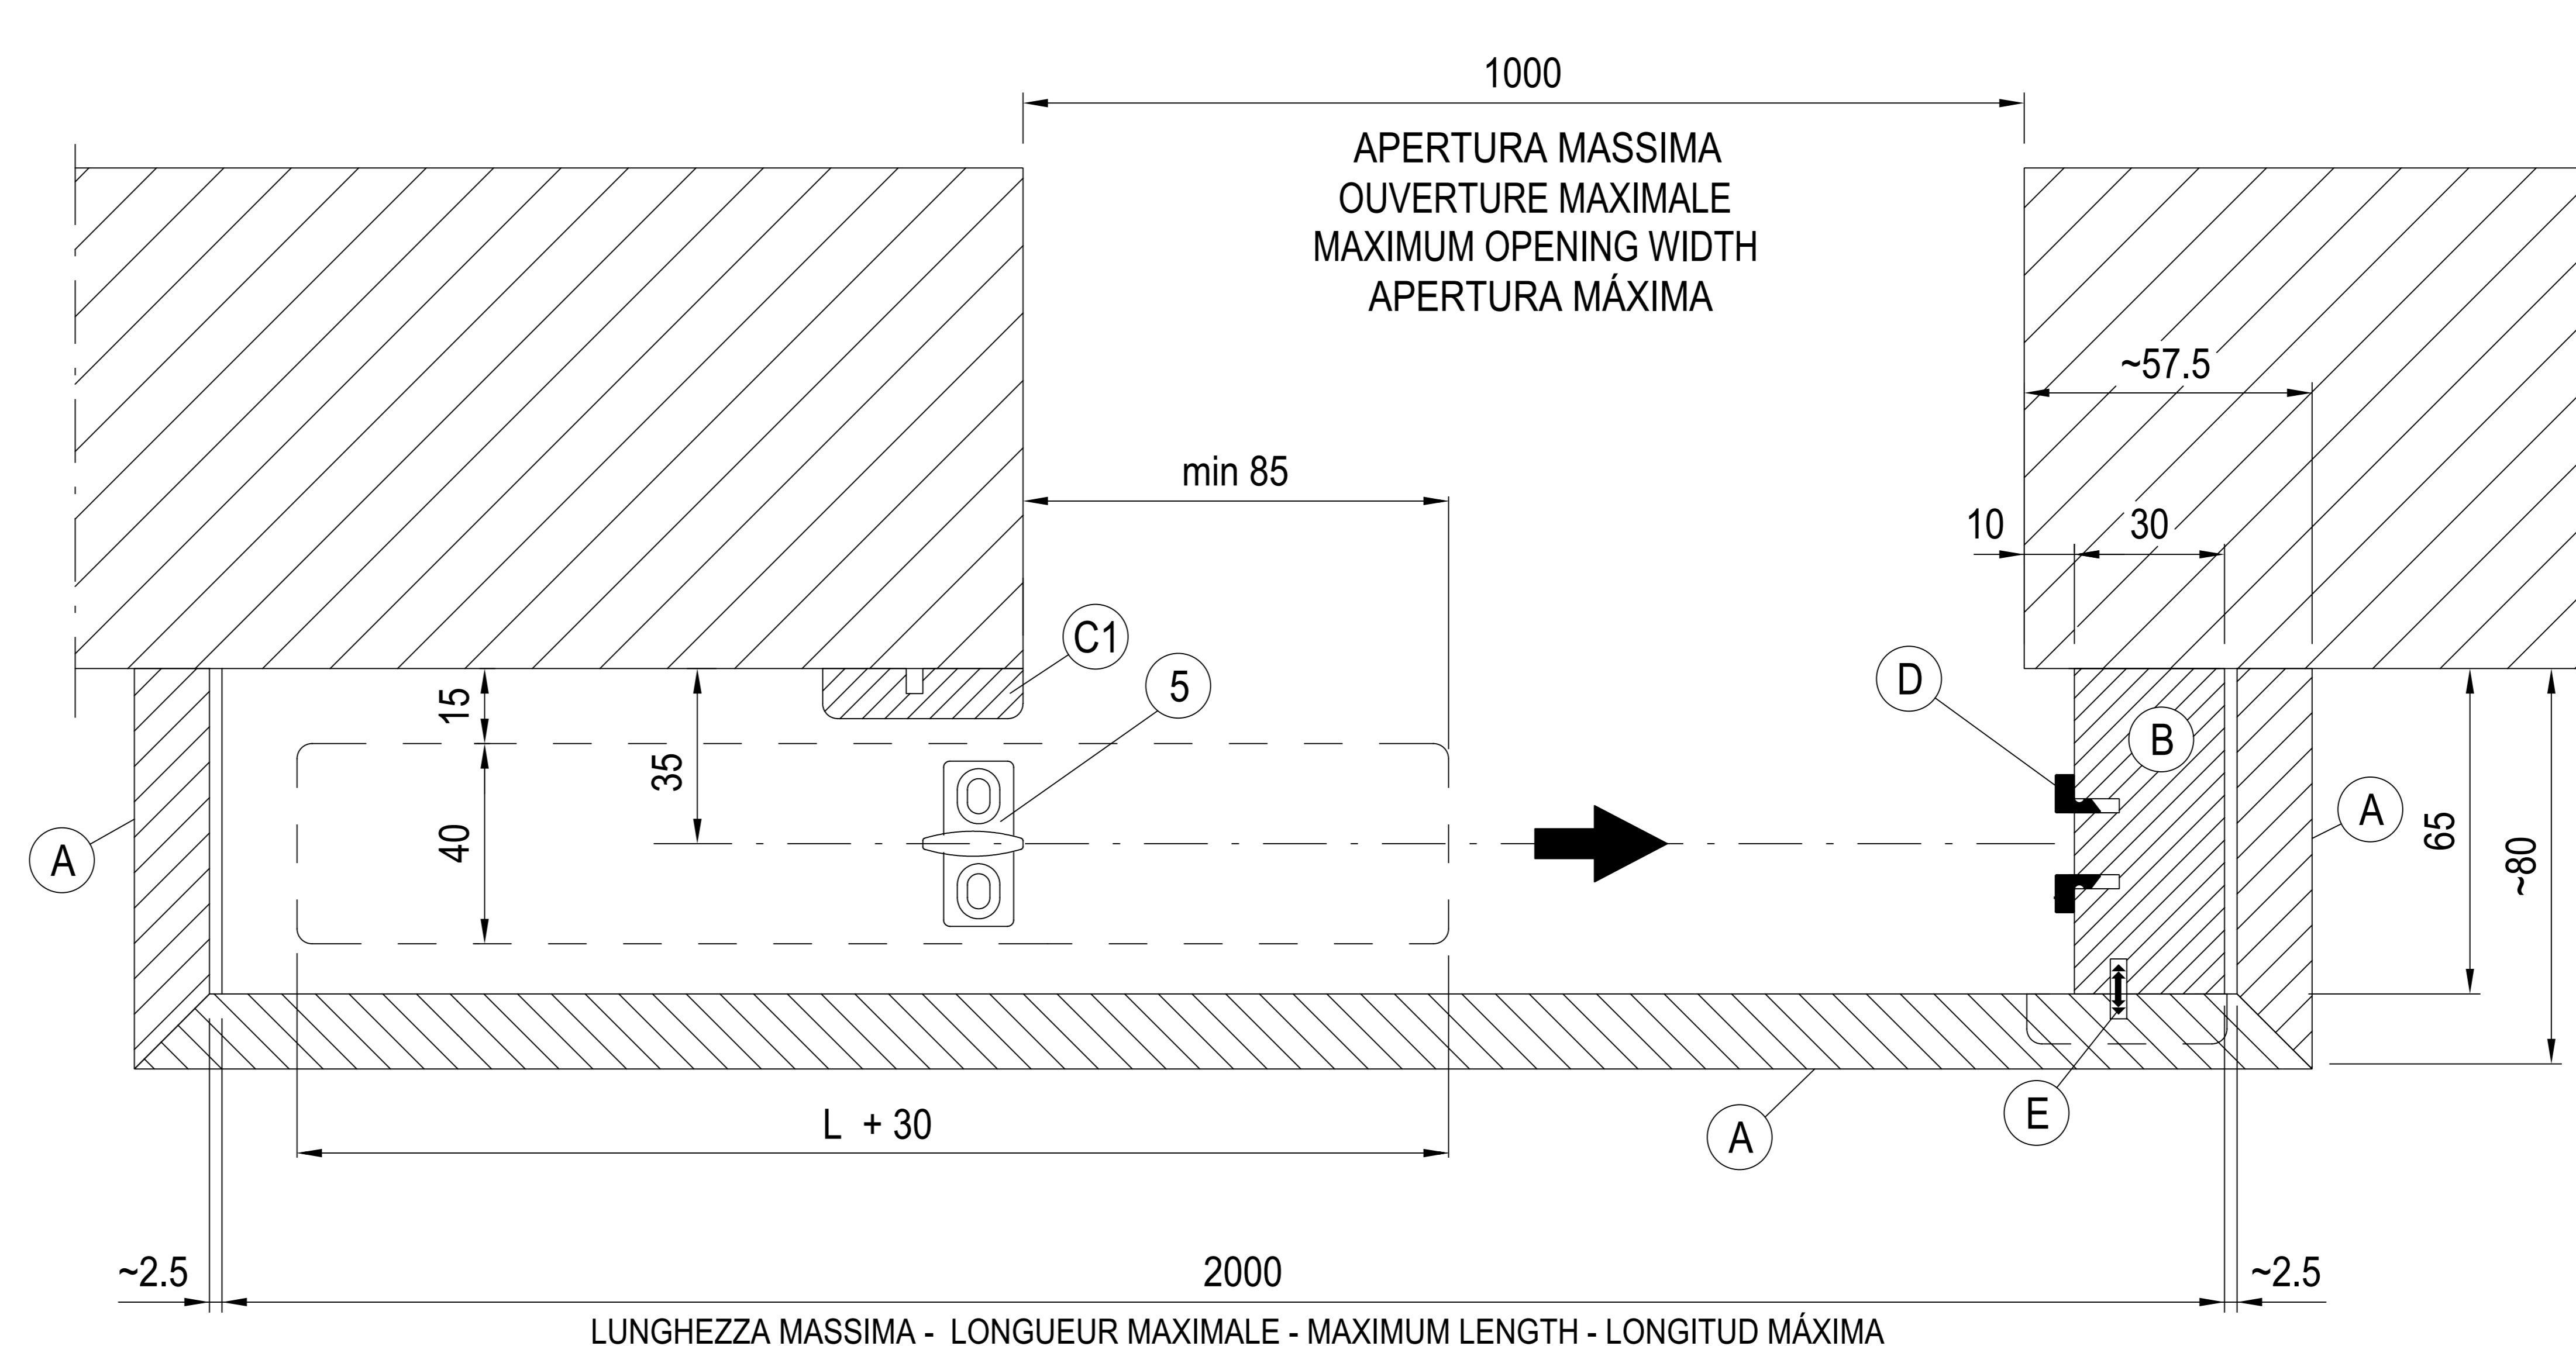 1000
APERTURA MASSIMA
OUVERTURE MAXIMALE
MAXIMUM OPENING WIDTH
APERTURA MÁXIMA
~57.5
min 85
10
30
C1
5
D
B
15
35
40
A
A
65
~80
L + 30
A
E
~2.5
2000
~2.5
LUNGHEZZA MASSIMA - LONGUEUR MAXIMALE - MAXIMUM LENGTH - LONGITUD MÁXIMA